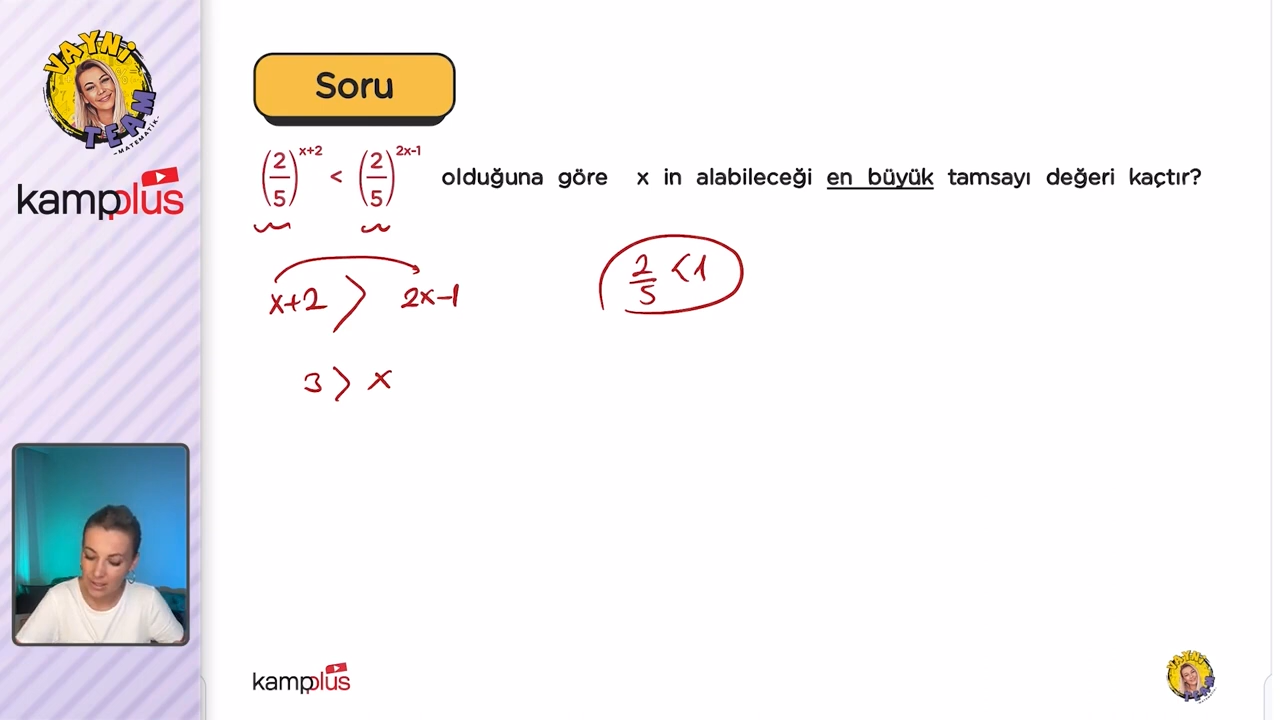 VAYNİ
TEAM
-MATEMATİK-
kampplus
Soru
(2/5)^x+2 < (2/5)^2x-1 olduğuna göre x in alabileceği en büyük tamsayı değeri kaçtır?
x+2 > 2x-1
2/5 <1
3 > x
kampplus
VAYNİ
TEAM